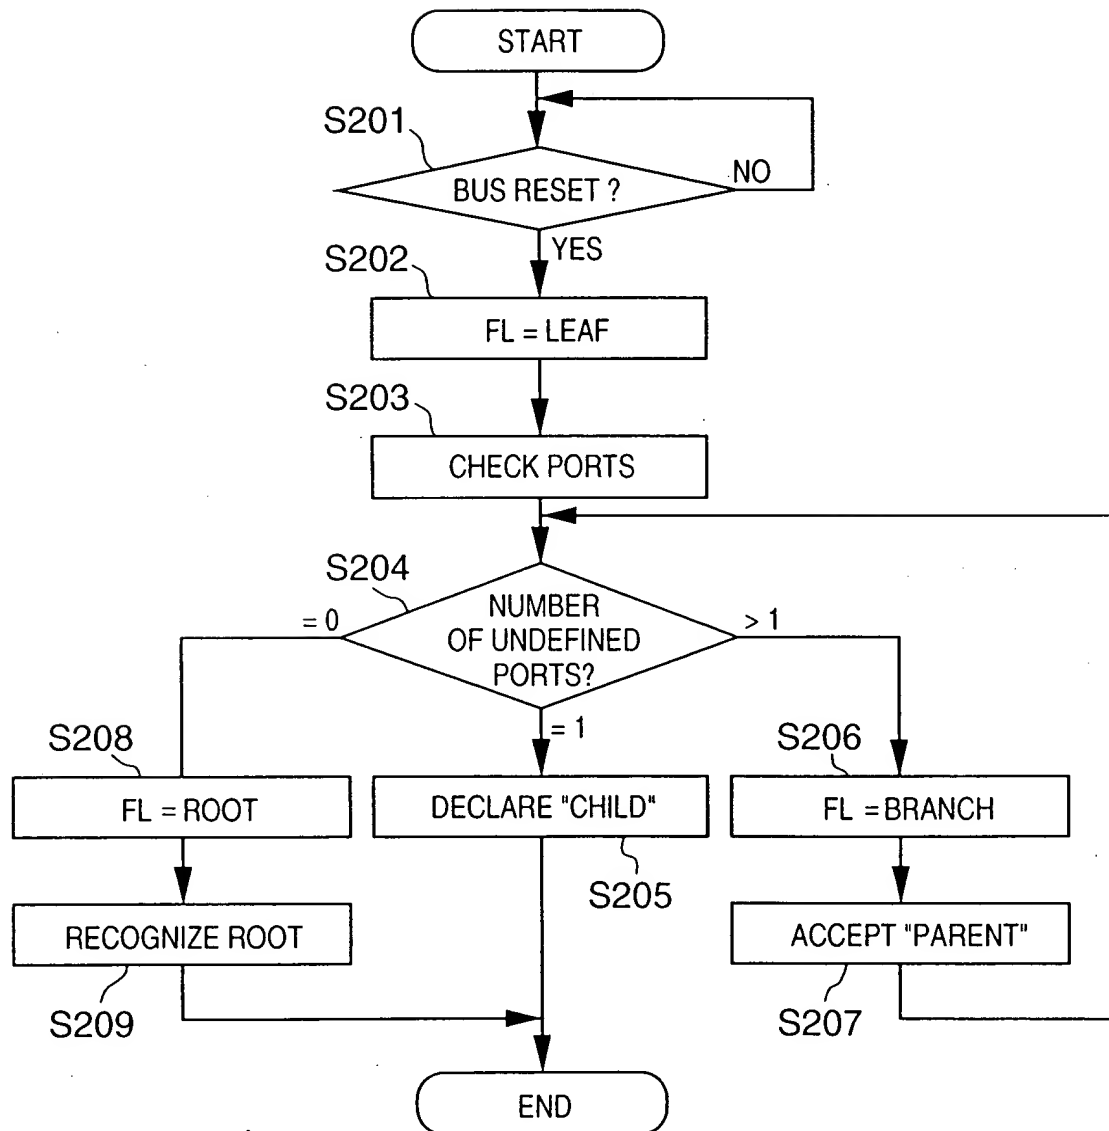 START
S201
BUS RESET ?
NO
YES
S202
FL = LEAF
S203
CHECK PORTS
S204
NUMBER
OF UNDEFINED
PORTS?
= 0
> 1
= 1
S208
FL = ROOT
DECLARE "CHILD"
S206
FL = BRANCH
S205
RECOGNIZE ROOT
ACCEPT "PARENT"
S209
S207
END